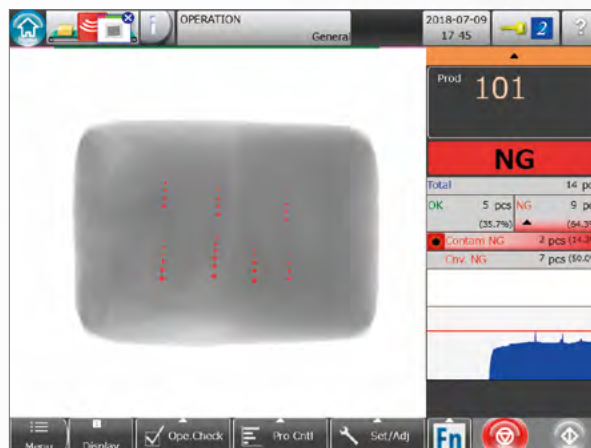 OPERATION
General
2018-07-09
17 45
2
?
Prod 101
NG
Total 14
OK 5 pcs NG 9
(35.7%)
Contam NG 2 pcs
Cnv. NG 7 pcs
Menu
Display
Ope.Check
Pro Cntl
Set/Adj
Fn